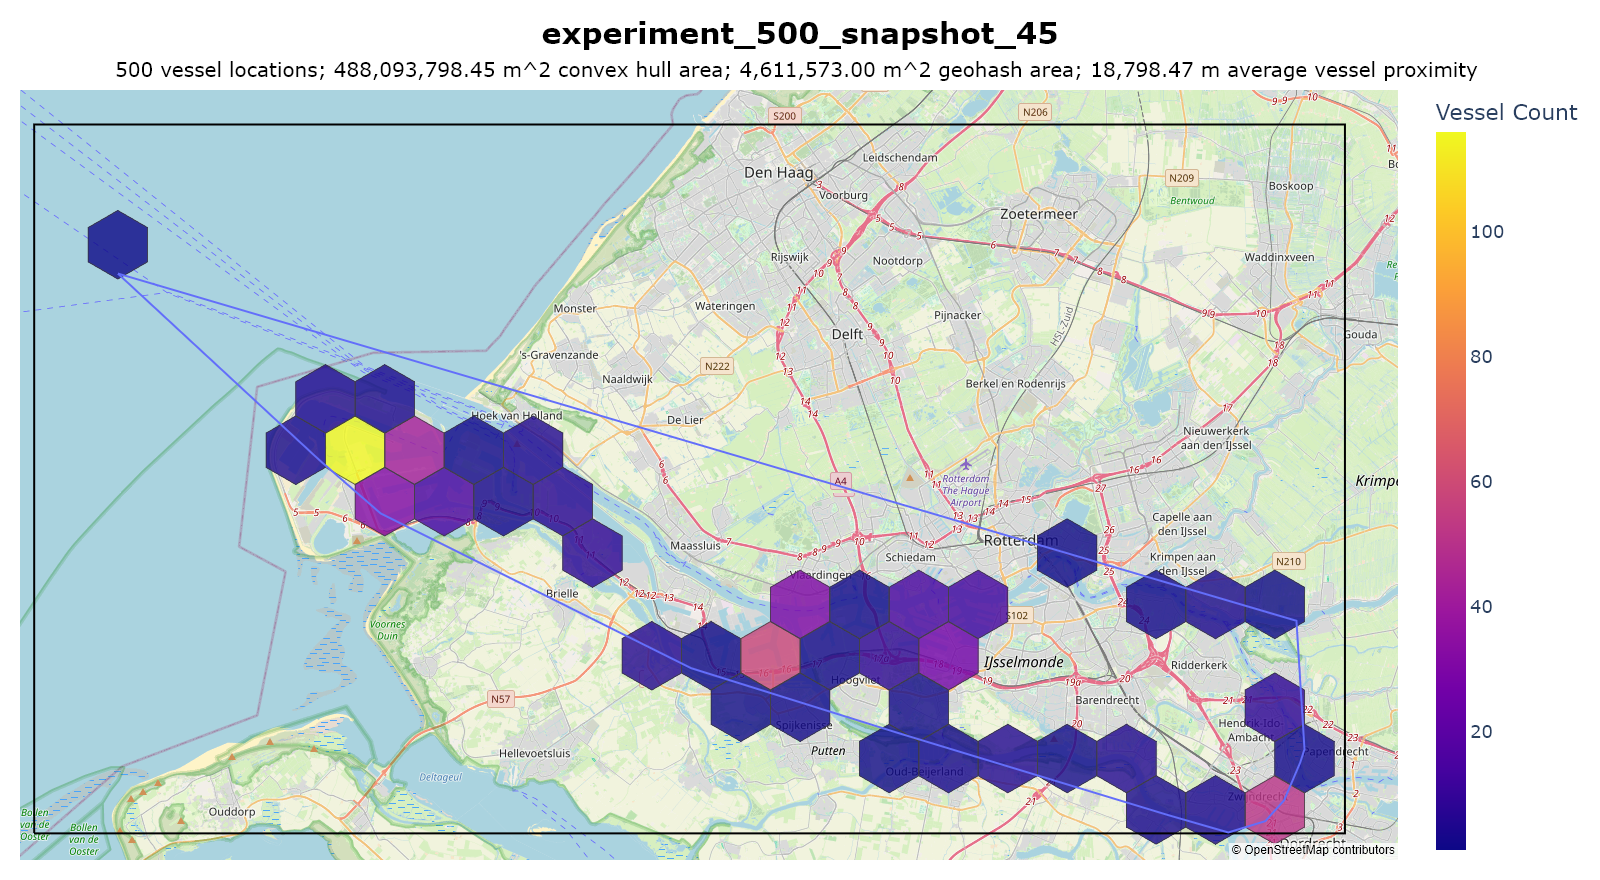 experiment_500_snapshot_45
500 vessel locations; 488,093,798.45 m^2 convex hull area; 4,611,573.00 m^2 geohash area; 18,798.47 m average vessel proximity
Vessel Count
100
80
60
40
20
S200
N206
Den Haag
Leidschendam
Voorburg
N209
Boskoop
Bentwoud
Zoetermeer
Rijswijk
Nootdorp
Waddinxveen
Monster
Wateringen
Pijnacker
Delft
HSL-Zuid
Gouda
's-Gravenzande
N222
Naaldwijk
Berkel en Rodenrijs
Hoek van Holland
De Lier
Nieuwerkerk
aan den IJssel
A4
Rotterdam
The Hague
Airport
Krimpe
Capelle aan
den IJssel
Rotterdam
Maassluis
Schiedam
Krimpen aan
den IJssel
N210
Vlaardingen
Brielle
S102
Voornes
Duin
IJsselmonde
Ridderkerk
Hoogvliet
N57
Barendrecht
Spijkenisse
Hendrik-Ido-
Ambacht
Putten
Papendrecht
Hellevoetsluis
Oud-Beijerland
Deltageul
Zwijndrecht
Ouddorp
Bollen
van de
Ooster
Bollen
van de
Ooster
Dordrecht
© OpenStreetMap contributors